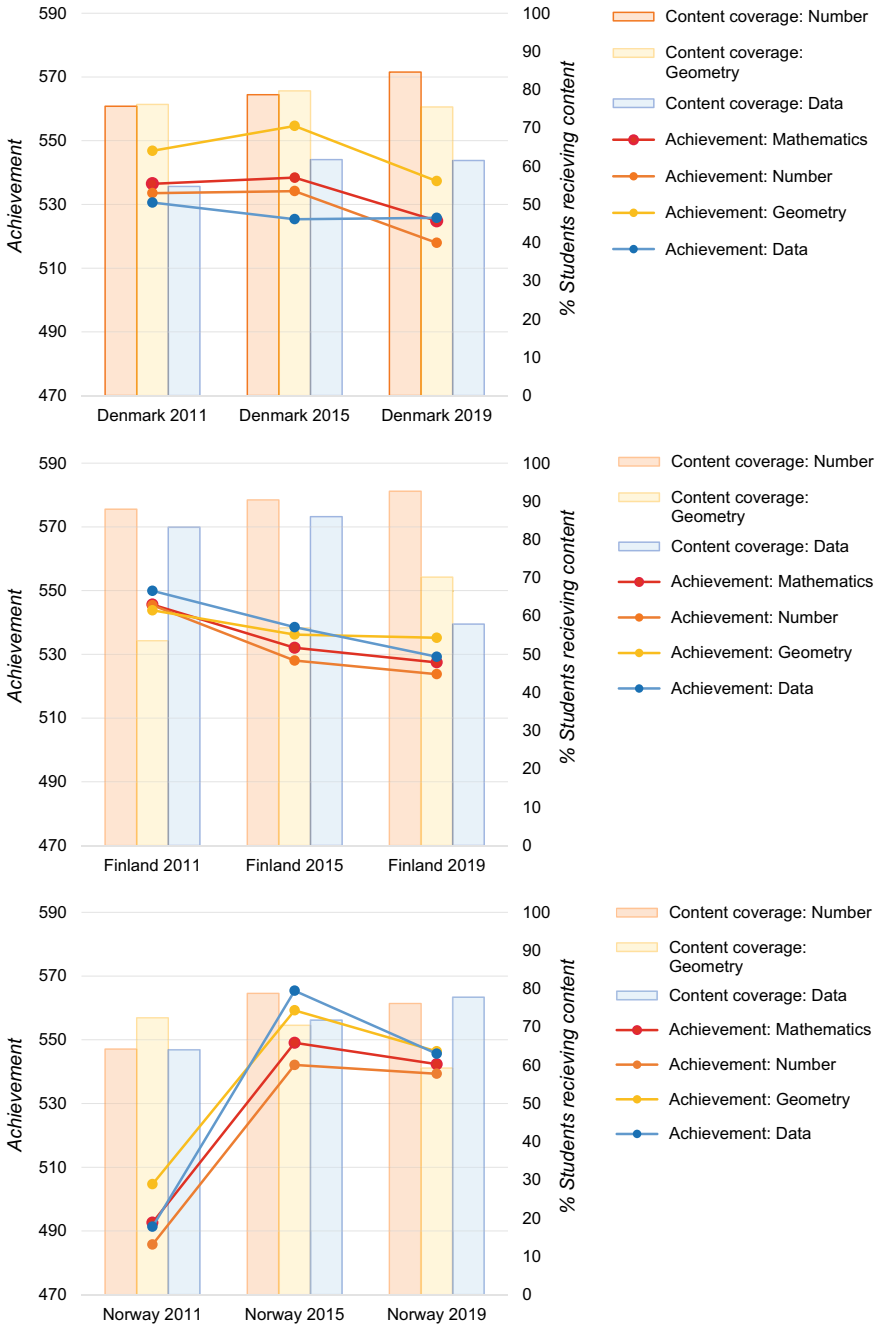 590
570
550
530
510
490
470
Achievement
100
90
80
70
60
50
40
30
20
10
0
% Students recieving content
Denmark 2011
Denmark 2015
Denmark 2019
Content coverage: Number
Content coverage:
Geometry
Content coverage: Data
Achievement: Mathematics
Achievement: Number
Achievement: Geometry
Achievement: Data
590
570
550
530
510
490
470
Achievement
100
90
80
70
60
50
40
30
20
10
0
% Students recieving content
Finland 2011
Finland 2015
Finland 2019
Content coverage: Number
Content coverage:
Geometry
Content coverage: Data
Achievement: Mathematics
Achievement: Number
Achievement: Geometry
Achievement: Data
590
570
550
530
510
490
470
Achievement
100
90
80
70
60
50
40
30
20
10
0
% Students recieving content
Norway 2011
Norway 2015
Norway 2019
Content coverage: Number
Content coverage:
Geometry
Content coverage: Data
Achievement: Mathematics
Achievement: Number
Achievement: Geometry
Achievement: Data